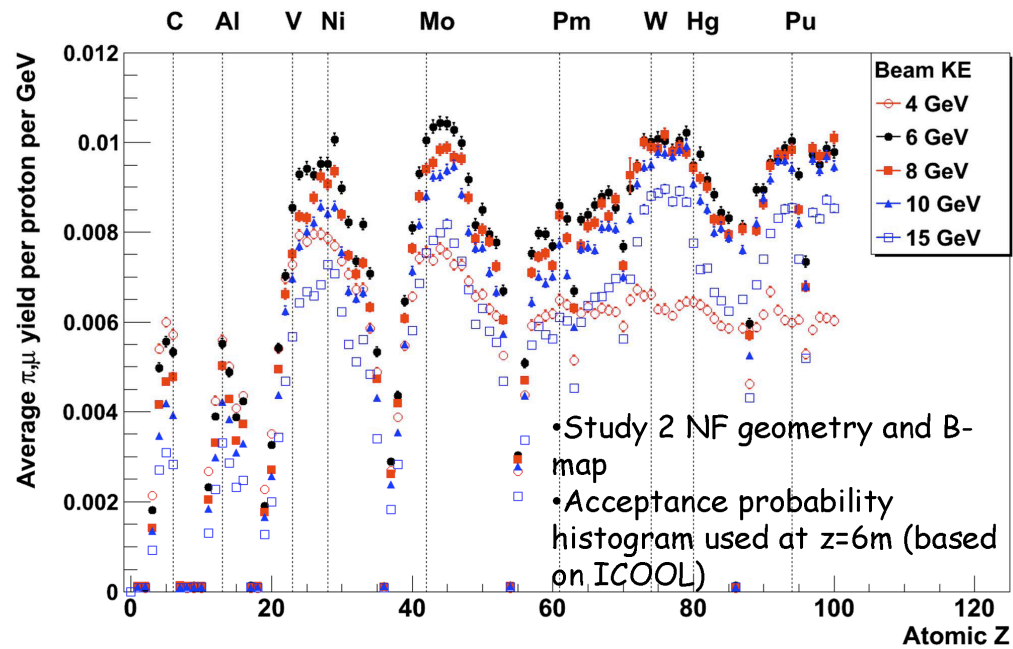 C Al V Ni Mo Pm W Hg Pu
Average π,μ yield per proton per GeV
0.012
0.01
0.008
0.006
0.004
0.002
0
0 20 40 60 80 100 120
Atomic Z
Beam KE
4 GeV
6 GeV
8 GeV
10 GeV
15 GeV
•Study 2 NF geometry and B-
map
•Acceptance probability
histogram used at z=6m (based
on ICOOL)